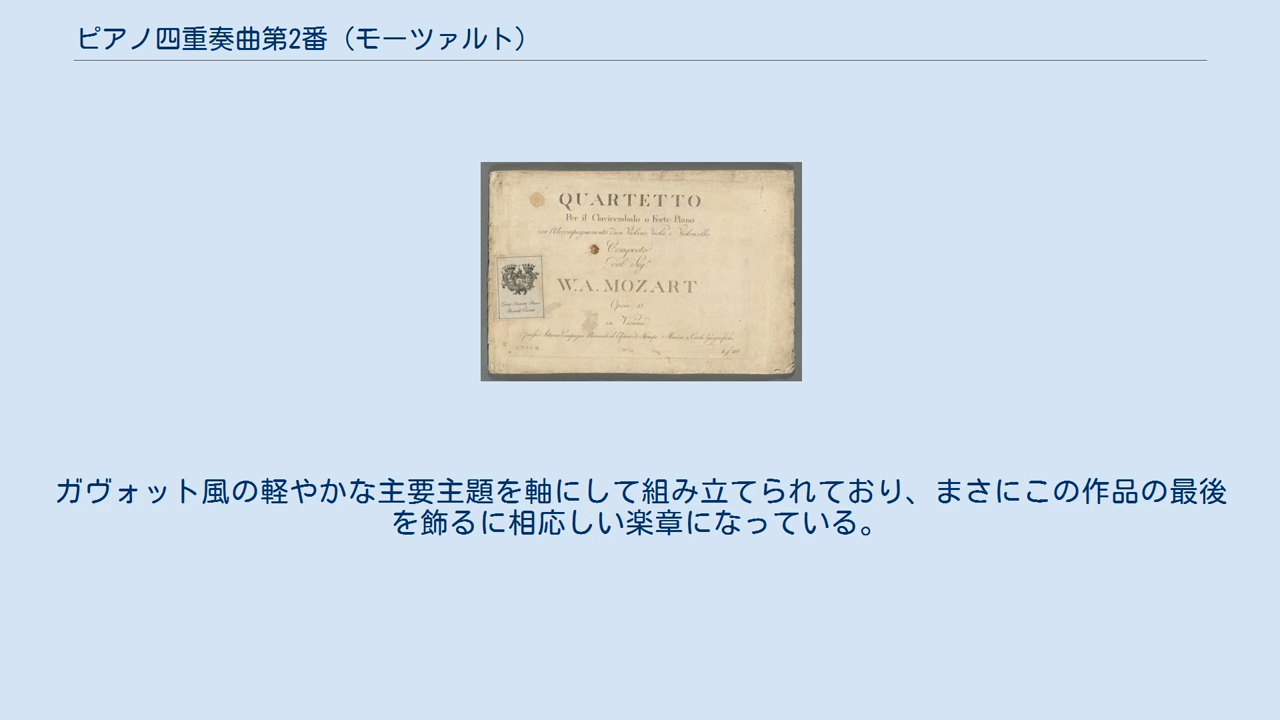 ピアノ四重奏曲第2番（モーツァルト）
QUARTETTO
Per il Clavicembalo o Forte Piano
Composto
W.A. MOZART
ガヴォット風の軽やかな主要主題を軸にして組み立てられており、まさにこの作品の最後
を飾るに相応しい楽章になっている。